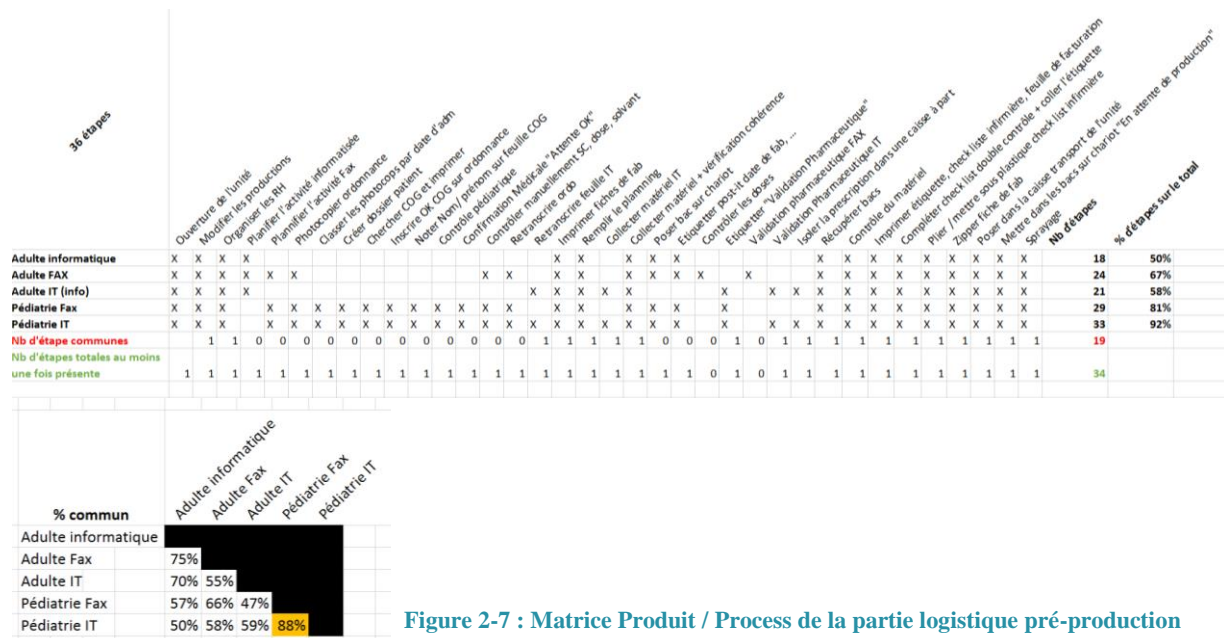 36 étapes
Ouverture de l'unité
Modifier les productions
Organiser les RH
Planifier l'activité informatisée
Plannifier l'activité Fax
Photocopier ordonnance
Classer les photocops par date d'adm
Créer dossier patient
Chercher COG et imprimer
Inscrire OK COG sur ordonnance
Noter Nom/ prénom sur feuille COG
Contrôle pédiatrique
Confirmation Médicale "Attente OK"
Contrôler manuellement SC, dose, solvant
Retranscrire ordo
Retranscrire feuille IT
Imprimer fiches de fab
Remplir le plannning
Collecter matériel IT
Collecter matériel + vérification cohérence
Poser bac sur chariot
Etiquetter post-it date de fab, ...
Contrôler les doses
Etiquetter "Validation Pharmaceutique"
Validation pharmaceutique FAX
Validation Pharmaceutique IT
Isoler la prescription dans une caisse à part
Récupérer bacs
Contrôle du matériel
Imprimer étiquette, check liste infirmière, feuille de facturation
Compléter check list double contrôle + coller l'étiquette
Plier / mettre sous plastique check list infirmière
Zipper fiche de fab
Poser dans la caisse transport de l'unité
Mettre dans les bacs sur chariot "En attente de production"
Sprayage
Nb d'étapes
% d'étapes sur le total
Adulte informatique X X X X X X X X X X X X X X X X X X 18 50%
Adulte FAX X X X X X X X X X X X X X X X X X X X X X X X X 24 67%
Adulte IT (info) X X X X X X X X X X X X X X X X X X X X X 21 58%
Pédiatrie Fax X X X X X X X X X X X X X X X X X X X X X X X X X X X X X 29 81%
Pédiatrie IT X X X X X X X X X X X X X X X X X X X X X X X X X X X X X X X X X 33 92%
Nb d'étape communes 1 1 0 0 0 0 0 0 0 0 0 0 0 0 1 1 1 1 1 0 0 0 1 0 1 1 1 1 1 1 1 1 1 1 1 19
Nb d'étapes totales au moins
une fois présente 1 1 1 1 1 1 1 1 1 1 1 1 1 1 1 1 1 1 1 1 1 1 0 1 0 1 1 1 1 1 1 1 1 1 1 1 34
% commun
Adulte informatique
Adulte Fax
Adulte IT
Pédiatrie Fax
Pédiatrie IT
Adulte informatique
Adulte Fax 75%
Adulte IT 70% 55%
Pédiatrie Fax 57% 66% 47%
Pédiatrie IT 50% 58% 59% 88%
Figure 2-7 : Matrice Produit / Process de la partie logistique pré-production